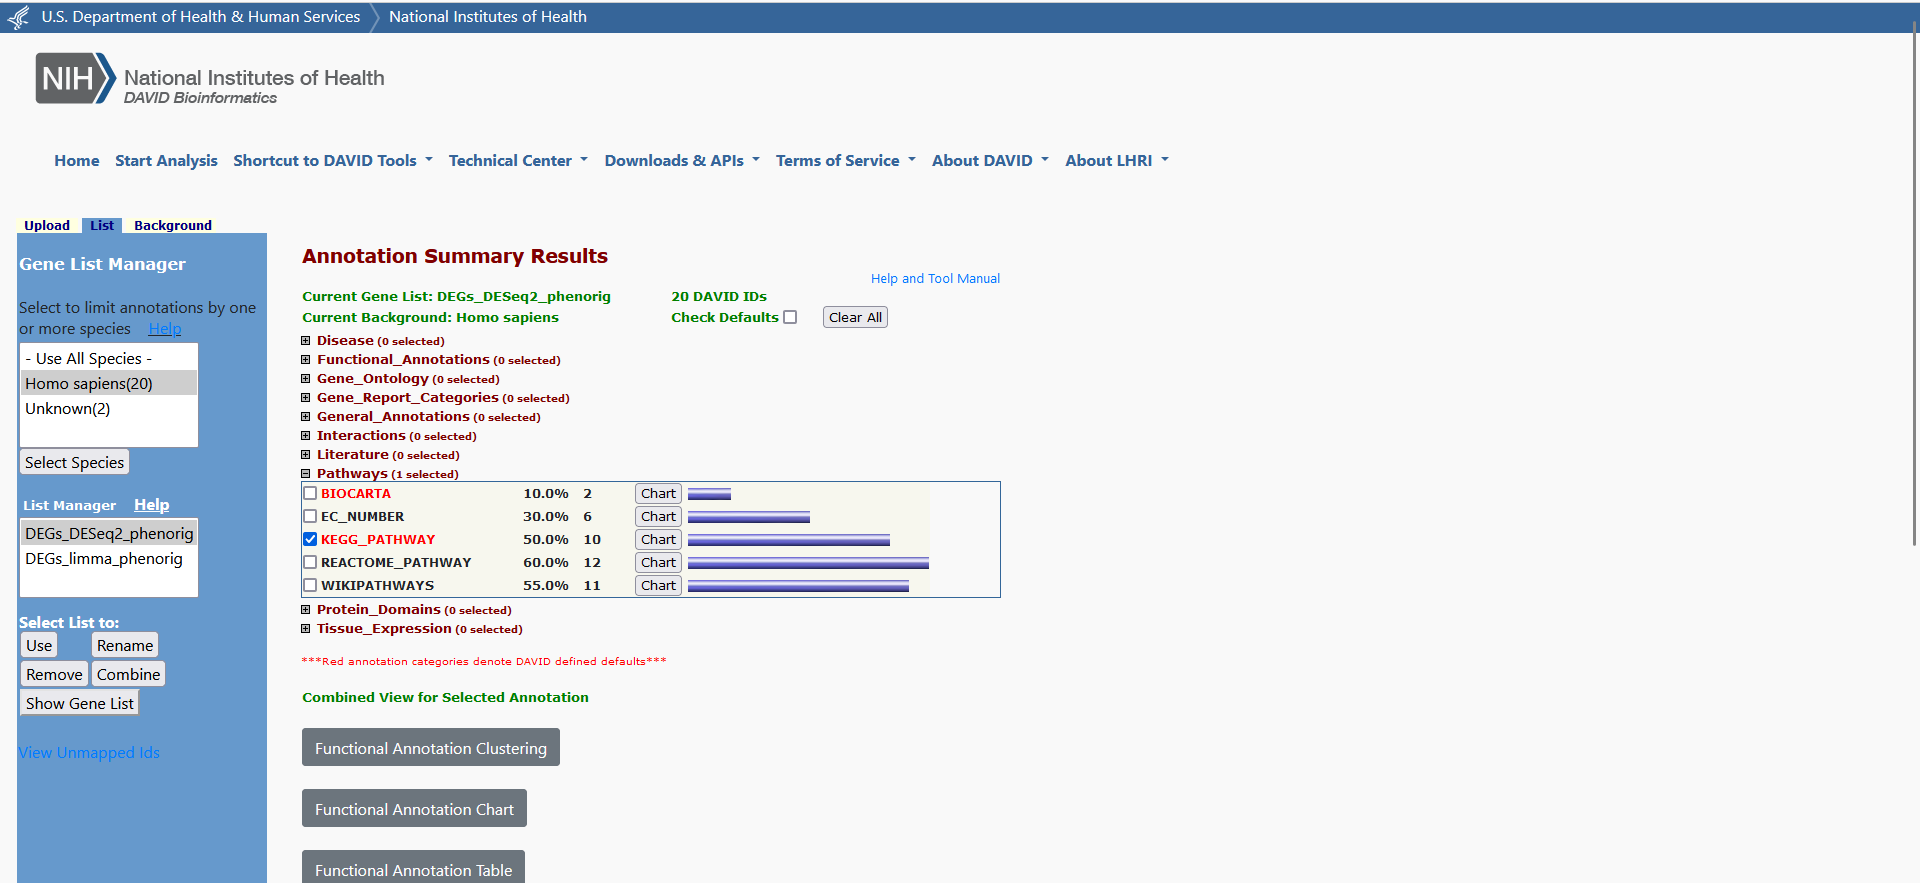 U.S. Department of Health & Human Services National Institutes of Health
NIH National Institutes of Health
DAVID Bioinformatics
Home Start Analysis Shortcut to DAVID Tools Technical Center Downloads & APIs Terms of Service About DAVID About LHRI
Upload List Background
Gene List Manager
Select to limit annotations by one
or more species Help
- Use All Species -
Homo sapiens(20)
Unknown(2)
Select Species
List Manager Help
DEGs_DESeq2_phenorig
DEGs_limma_phenorig
Select List to:
Use Rename
Remove Combine
Show Gene List
View Unmapped Ids
Annotation Summary Results
Help and Tool Manual
Current Gene List: DEGs_DESeq2_phenorig 20 DAVID IDs
Current Background: Homo sapiens Check Defaults Clear All
Disease (0 selected)
Functional_Annotations (0 selected)
Gene_Ontology (0 selected)
Gene_Report_Categories (0 selected)
General_Annotations (0 selected)
Interactions (0 selected)
Literature (0 selected)
Pathways (1 selected)
BIOCARTA 10.0% 2 Chart
EC_NUMBER 30.0% 6 Chart
KEGG_PATHWAY 50.0% 10 Chart
REACTOME_PATHWAY 60.0% 12 Chart
WIKIPATHWAYS 55.0% 11 Chart
Protein_Domains (0 selected)
Tissue_Expression (0 selected)
***Red annotation categories denote DAVID defined defaults***
Combined View for Selected Annotation
Functional Annotation Clustering
Functional Annotation Chart
Functional Annotation Table